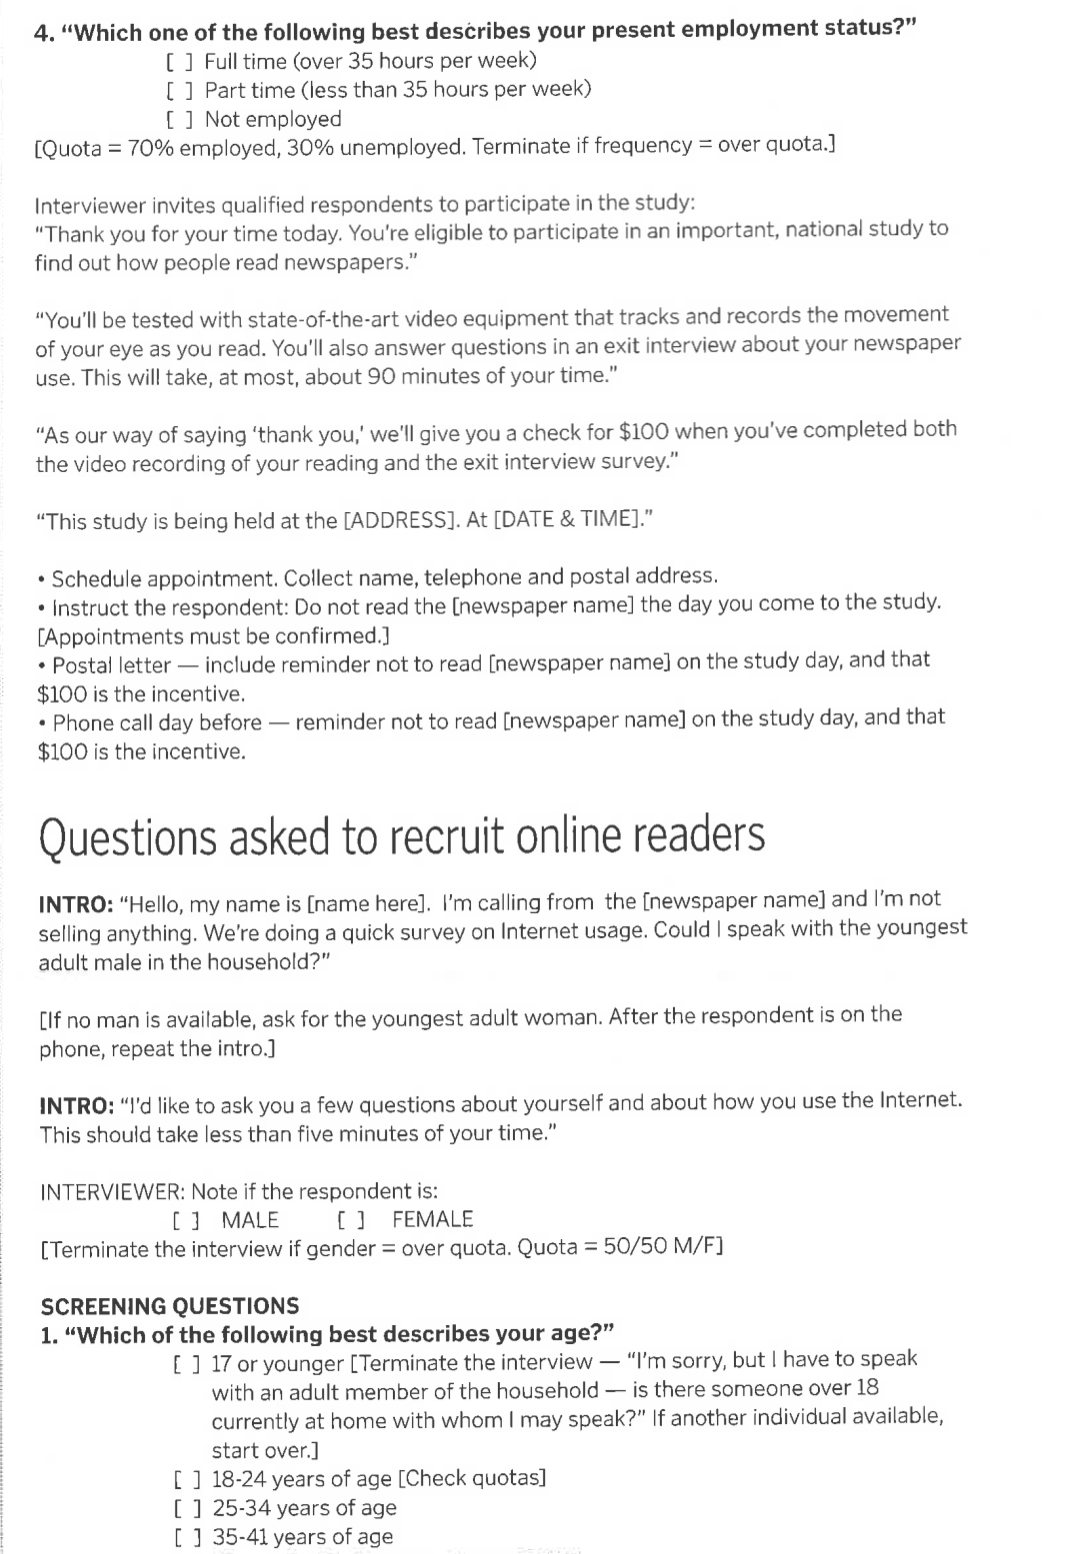 4. “Which one of the following best describes your present employment status?”
[ ] Full time (over 35 hours per week)
[ ] Part time (less than 35 hours per week)
[ ] Not employed
[Quota = 70% employed, 30% unemployed. Terminate if frequency = over quota.]
Interviewer invites qualified respondents to participate in the study:
“Thank you for your time today. You’re eligible to participate in an important, national study to
find out how people read newspapers.”
“You’ll be tested with state-of-the-art video equipment that tracks and records the movement
of your eye as you read. You’ll also answer questions in an exit interview about your newspaper
use. This will take, at most, about 90 minutes of your time.”
“As our way of saying ‘thank you,’ we’ll give you a check for $100 when you’ve completed both
the video recording of your reading and the exit interview survey.”
“This study is being held at the [ADDRESS]. At [DATE & TIME].”
• Schedule appointment. Collect name, telephone and postal address.
• Instruct the respondent: Do not read the [newspaper name] the day you come to the study.
[Appointments must be confirmed.]
• Postal letter — include reminder not to read [newspaper name] on the study day, and that
$100 is the incentive.
• Phone call day before — reminder not to read [newspaper name] on the study day, and that
$100 is the incentive.
Questions asked to recruit online readers
INTRO: “Hello, my name is [name here]. I’m calling from the [newspaper name] and I’m not
selling anything. We’re doing a quick survey on Internet usage. Could I speak with the youngest
adult male in the household?”
[If no man is available, ask for the youngest adult woman. After the respondent is on the
phone, repeat the intro.]
INTRO: “I’d like to ask you a few questions about yourself and about how you use the Internet.
This should take less than five minutes of your time.”
INTERVIEWER: Note if the respondent is:
[ ] MALE [ ] FEMALE
[Terminate the interview if gender = over quota. Quota = 50/50 M/F]
SCREENING QUESTIONS
1. “Which of the following best describes your age?”
[ ] 17 or younger [Terminate the interview — “I’m sorry, but I have to speak
with an adult member of the household — is there someone over 18
currently at home with whom I may speak?” If another individual available,
start over.]
[ ] 18-24 years of age [Check quotas]
[ ] 25-34 years of age
[ ] 35-41 years of age